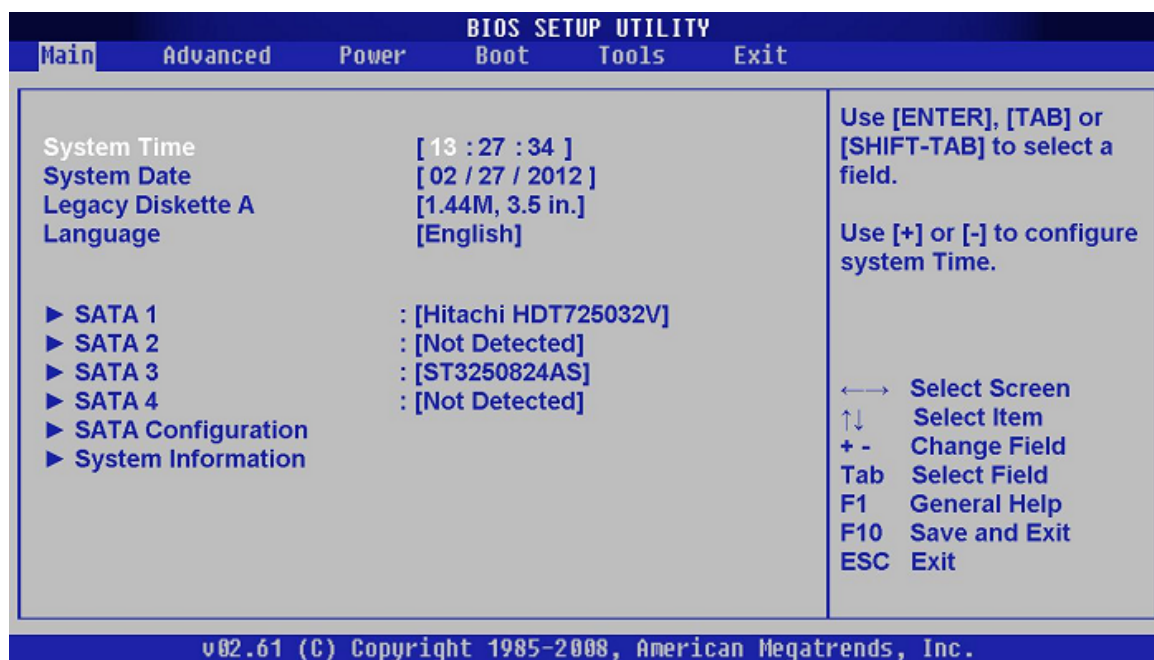 BIOS SETUP UTILITY
Main Advanced Power Boot Tools Exit
System Time [ 13 : 27 : 34 ]
System Date [ 02 / 27 / 2012 ]
Legacy Diskette A [1.44M, 3.5 in.]
Language [English]
► SATA 1 : [Hitachi HDT725032V]
► SATA 2 : [Not Detected]
► SATA 3 : [ST3250824AS]
► SATA 4 : [Not Detected]
► SATA Configuration
► System Information
Use [ENTER], [TAB] or
[SHIFT-TAB] to select a
field.
Use [+] or [-] to configure
system Time.
←→ Select Screen
↑↓ Select Item
+ - Change Field
Tab Select Field
F1 General Help
F10 Save and Exit
ESC Exit
v02.61 (C) Copyright 1985-2008, American Megatrends, Inc.